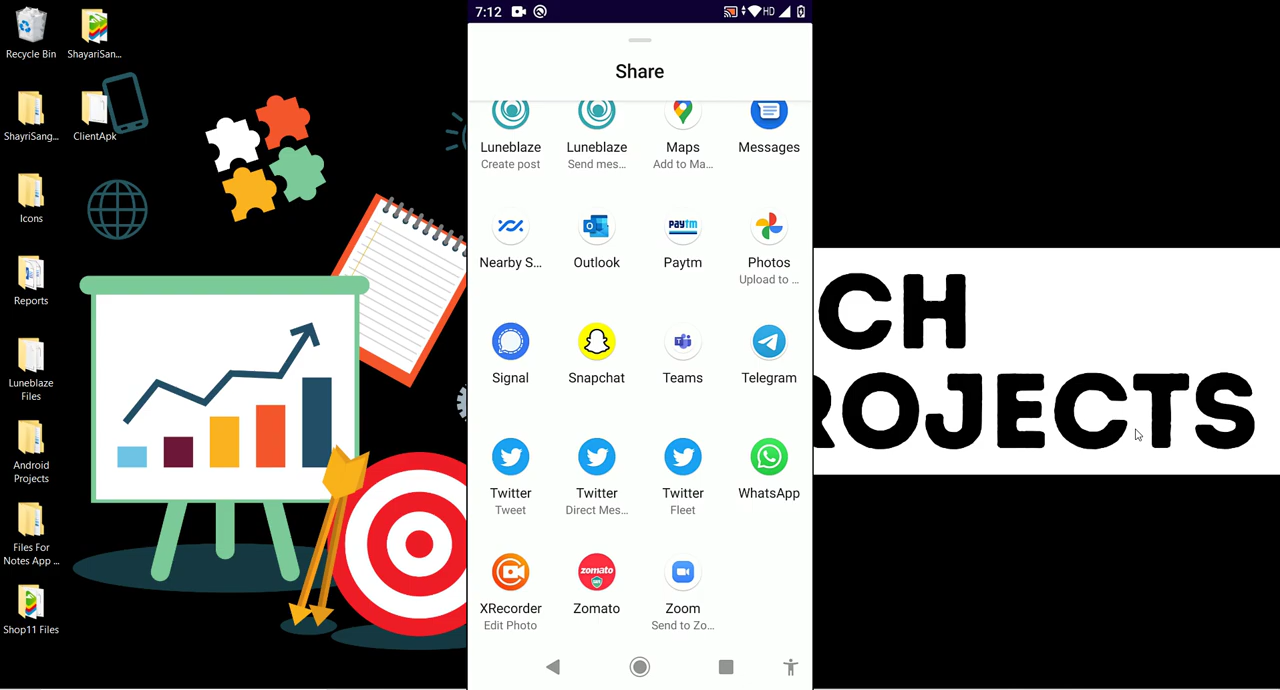 Recycle Bin
ShayariSan...
ShayriSang...
ClientApk
Icons
Reports
Luneblaze
Files
Android
Projects
Files For
Notes App ...
Shop11 Files
7:12
HD
Share
Luneblaze
Create post
Luneblaze
Send mes...
Maps
Add to Ma...
Messages
Nearby S...
Outlook
paytm
Paytm
Photos
Upload to ...
Signal
Snapchat
Teams
Telegram
Twitter
Tweet
Twitter
Direct Mes...
Twitter
Fleet
WhatsApp
XRecorder
Edit Photo
zomato
Zomato
Zoom
Send to Zo...
CH
ROJECTS